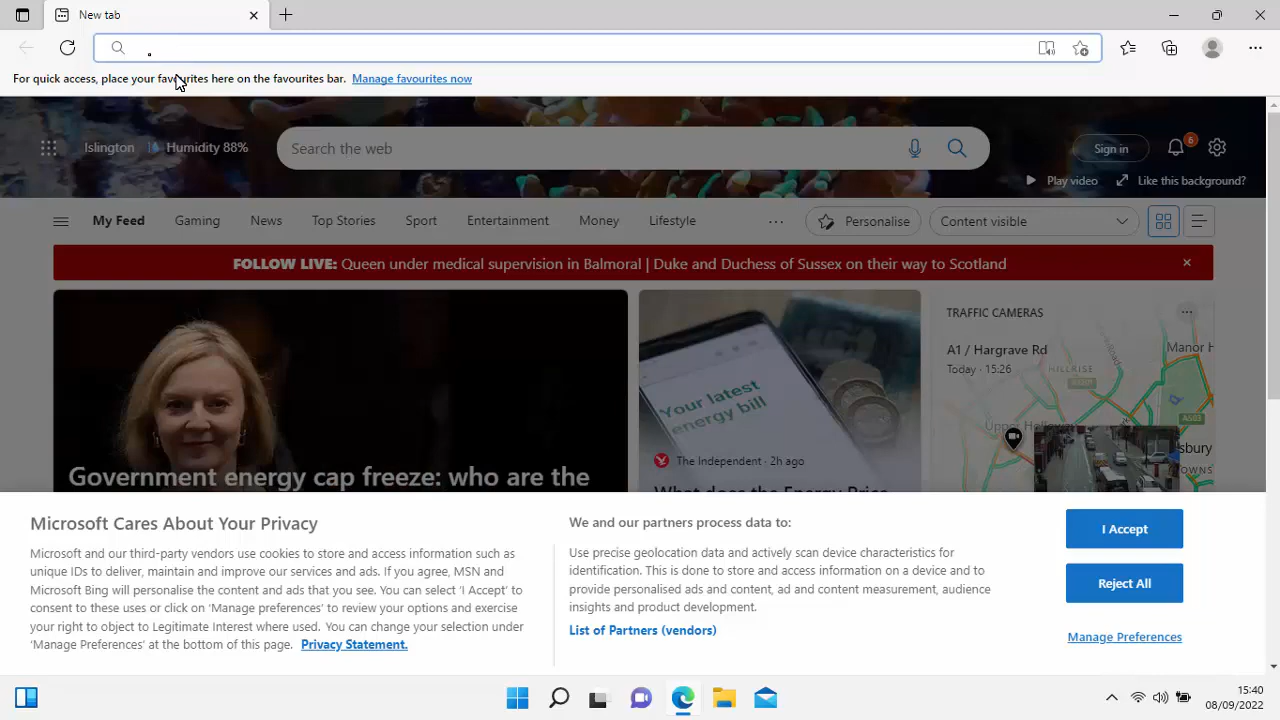 New tab
For quick access, place your favourites here on the favourites bar. Manage favourites now
Islington Humidity 88%
Search the web
Sign in
6
Play video
Like this background?
My Feed
Gaming
News
Top Stories
Sport
Entertainment
Money
Lifestyle
...
Personalise
Content visible
FOLLOW LIVE: Queen under medical supervision in Balmoral | Duke and Duchess of Sussex on their way to Scotland
TRAFFIC CAMERAS
A1 / Hargrave Rd
Today · 15:26
HILLRISE
Manor H
A503
Your latest
energy bill
The Independent · 2h ago
Government energy cap freeze: who are the
Microsoft Cares About Your Privacy
Microsoft and our third-party vendors use cookies to store and access information such as
unique IDs to deliver, maintain and improve our services and ads. If you agree, MSN and
Microsoft Bing will personalise the content and ads that you see. You can select 'I Accept' to
consent to these uses or click on 'Manage preferences' to review your options and exercise
your right to object to Legitimate Interest where used. You can change your selection under
'Manage Preferences' at the bottom of this page. Privacy Statement.
We and our partners process data to:
Use precise geolocation data and actively scan device characteristics for
identification. This is done to store and access information on a device and to
provide personalised ads and content, ad and content measurement, audience
insights and product development.
List of Partners (vendors)
I Accept
Reject All
Manage Preferences
15:40
08/09/2022